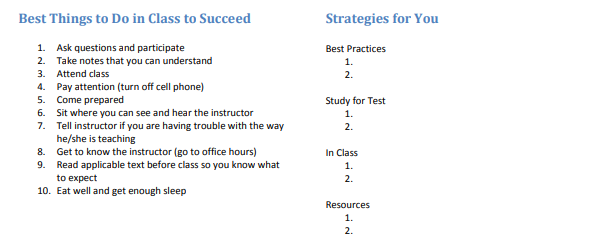 Best Things to Do in Class to Succeed
1. Ask questions and participate
2. Take notes that you can understand
3. Attend class
4. Pay attention (turn off cell phone)
5. Come prepared
6. Sit where you can see and hear the instructor
7. Tell instructor if you are having trouble with the way
he/she is teaching
8. Get to know the instructor (go to office hours)
9. Read applicable text before class so you know what
to expect
10. Eat well and get enough sleep
Strategies for You
Best Practices
1.
2.
Study for Test
1.
2.
In Class
1.
2.
Resources
1.
2.